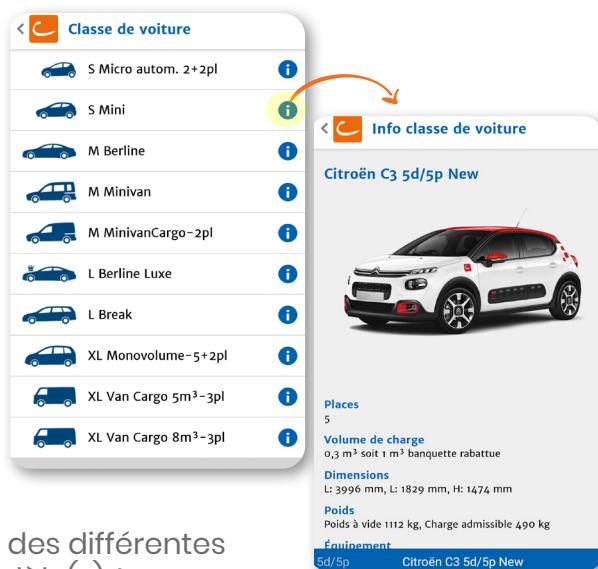 Classe de voiture
S Micro autom. 2+2pl
S Mini
M Berline
M Minivan
M MinivanCargo-2pl
L Berline Luxe
L Break
XL Monovolume-5+2pl
XL Van Cargo 5m³-3pl
XL Van Cargo 8m³-3pl
Info classe de voiture
Citroën C3 5d/5p New
Places
5
Volume de charge
0,3 m³ soit 1 m³ banquette rabattue
Dimensions
L: 3996 mm, L: 1829 mm, H: 1474 mm
Poids
Poids à vide 1112 kg, Charge admissible 490 kg
Équipement
5d/5p Citroën C3 5d/5p New
des différentes